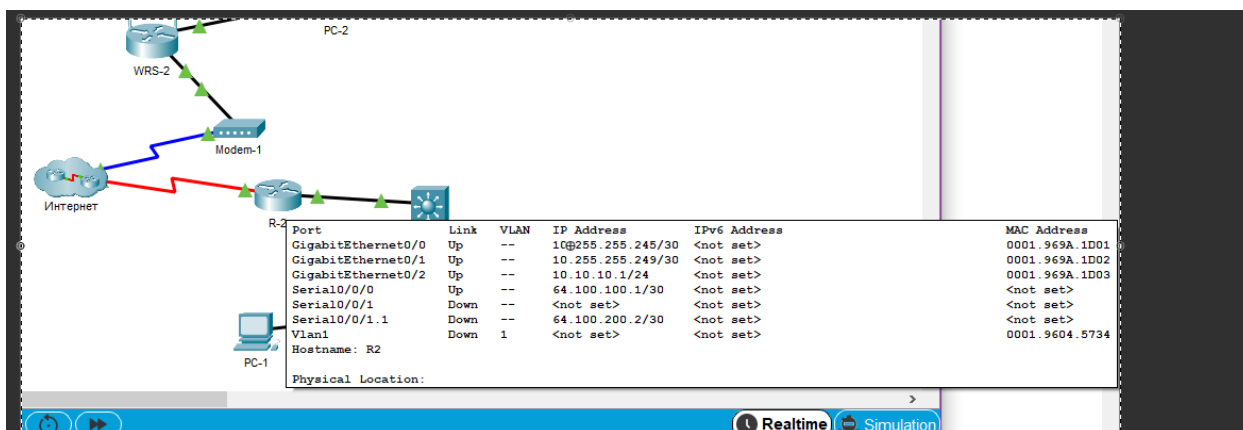 PC-2
WRS-2
Modem-1
Интернет
R-2
Port Link VLAN IP Address IPv6 Address MAC Address
GigabitEthernet0/0 Up -- 255.255.245/30 <not set> 0001.969A.1D01
GigabitEthernet0/1 Up -- 10.255.255.249/30 <not set> 0001.969A.1D02
GigabitEthernet0/2 Up -- 10.10.10.1/24 <not set> 0001.969A.1D03
Serial0/0/0 Up -- 64.100.100.1/30 <not set> <not set>
Serial0/0/1 Down -- <not set> <not set> <not set>
Serial0/0/1.1 Down -- 64.100.200.2/30 <not set> <not set>
Vlan1 Down 1 <not set> <not set> 0001.9604.5734
Hostname: R2
Physical Location:
PC-1
Realtime
Simulation